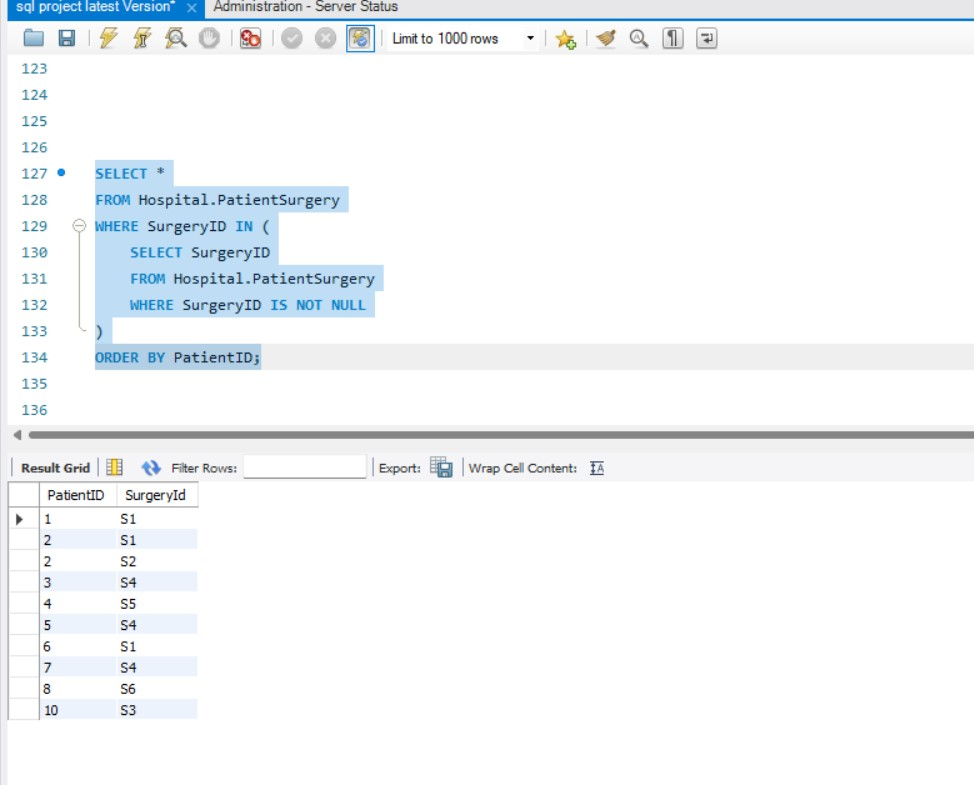 sql project latest Version* × Administration - Server Status
Limit to 1000 rows
123
124
125
126
127 SELECT *
128 FROM Hospital.PatientSurgery
129 WHERE SurgeryID IN (
130 SELECT SurgeryID
131 FROM Hospital.PatientSurgery
132 WHERE SurgeryID IS NOT NULL
133 )
134 ORDER BY PatientID;
135
136
Result Grid Filter Rows: Export: Wrap Cell Content: IA
PatientID SurgeryId
1 S1
2 S1
2 S2
3 S4
4 S5
5 S4
6 S1
7 S4
8 S6
10 S3